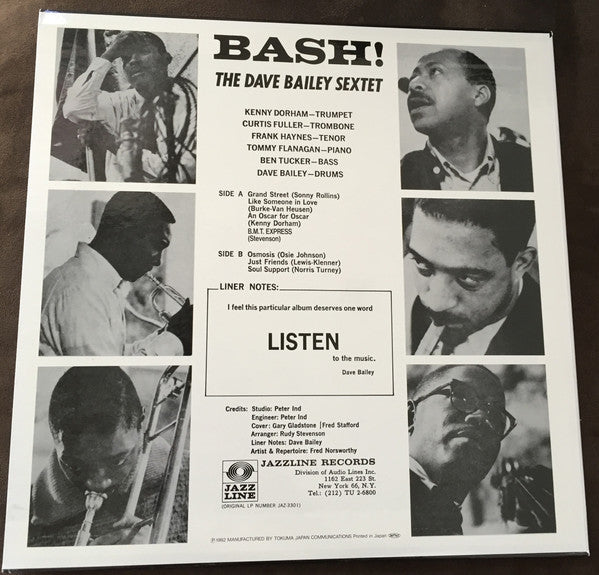 BASH!
THE DAVE BAILEY SEXTET
KENNY DORHAM—TRUMPET
CURTIS FULLER—TROMBONE
FRANK HAYNES—TENOR
TOMMY FLANAGAN—PIANO
BEN TUCKER—BASS
DAVE BAILEY—DRUMS
SIDE A Grand Street (Sonny Rollins)
Like Someone in Love
(Burke-Van Heusen)
An Oscar for Oscar
(Kenny Dorham)
B.M.T. EXPRESS
(Stevenson)
SIDE B Osmosis (Osie Johnson)
Just Friends (Lewis-Klenner)
Soul Support (Norris Turney)
LINER NOTES:
I feel this particular album deserves one word
LISTEN
to the music.
Dave Bailey
Credits: Studio: Peter Ind
Engineer: Peter Ind
Cover: Gary Gladstone | Fred Stafford
Arranger: Rudy Stevenson
Liner Notes: Dave Bailey
Artist & Repertoire: Fred Norsworthy
JAZZ LINE
JAZZLINE RECORDS
Division of Audio Lines Inc.
1162 East 223 St.
New York 66, N.Y.
Tel.: (212) TU 2-6800
(ORIGINAL LP NUMBER JAZ-3301)
℗1992 MANUFACTURED BY TOKUMA JAPAN COMMUNICATIONS Printed in Japan